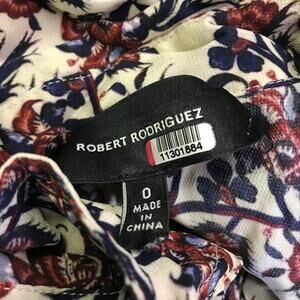 ROBERT RODRIGUEZ
11301884
0
MADE
IN
CHINA